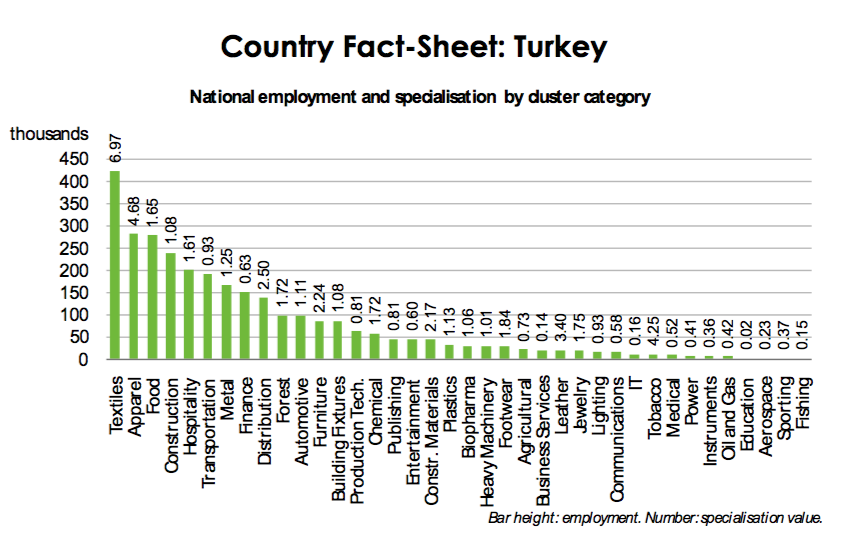 Country Fact-Sheet: Turkey
National employment and specialisation by cluster category
thousands
450
400
350
300
250
200
150
100
50
0
6.97
4.68
1.65
1.08
1.61
0.93
1.25
0.63
2.50
1.72
1.11
2.24
1.08
0.81
1.72
0.81
0.60
2.17
1.13
1.06
1.01
1.84
0.73
0.14
3.40
1.75
0.93
0.58
0.16
4.25
0.52
0.41
0.36
0.42
0.02
0.23
0.37
0.15
Textiles
Apparel
Food
Construction
Hospitality
Transportation
Metal
Finance
Distribution
Forest
Automotive
Furniture
Building Fixtures
Production Tech.
Chemical
Publishing
Entertainment
Constr. Materials
Plastics
Biopharma
Heavy Machinery
Footwear
Agricultural
Business Services
Leather
Jewelry
Lighting
Communications
IT
Tobacco
Medical
Power
Instruments
Oil and Gas
Education
Aerospace
Sporting
Fishing
Bar height: employment. Number: specialisation value.